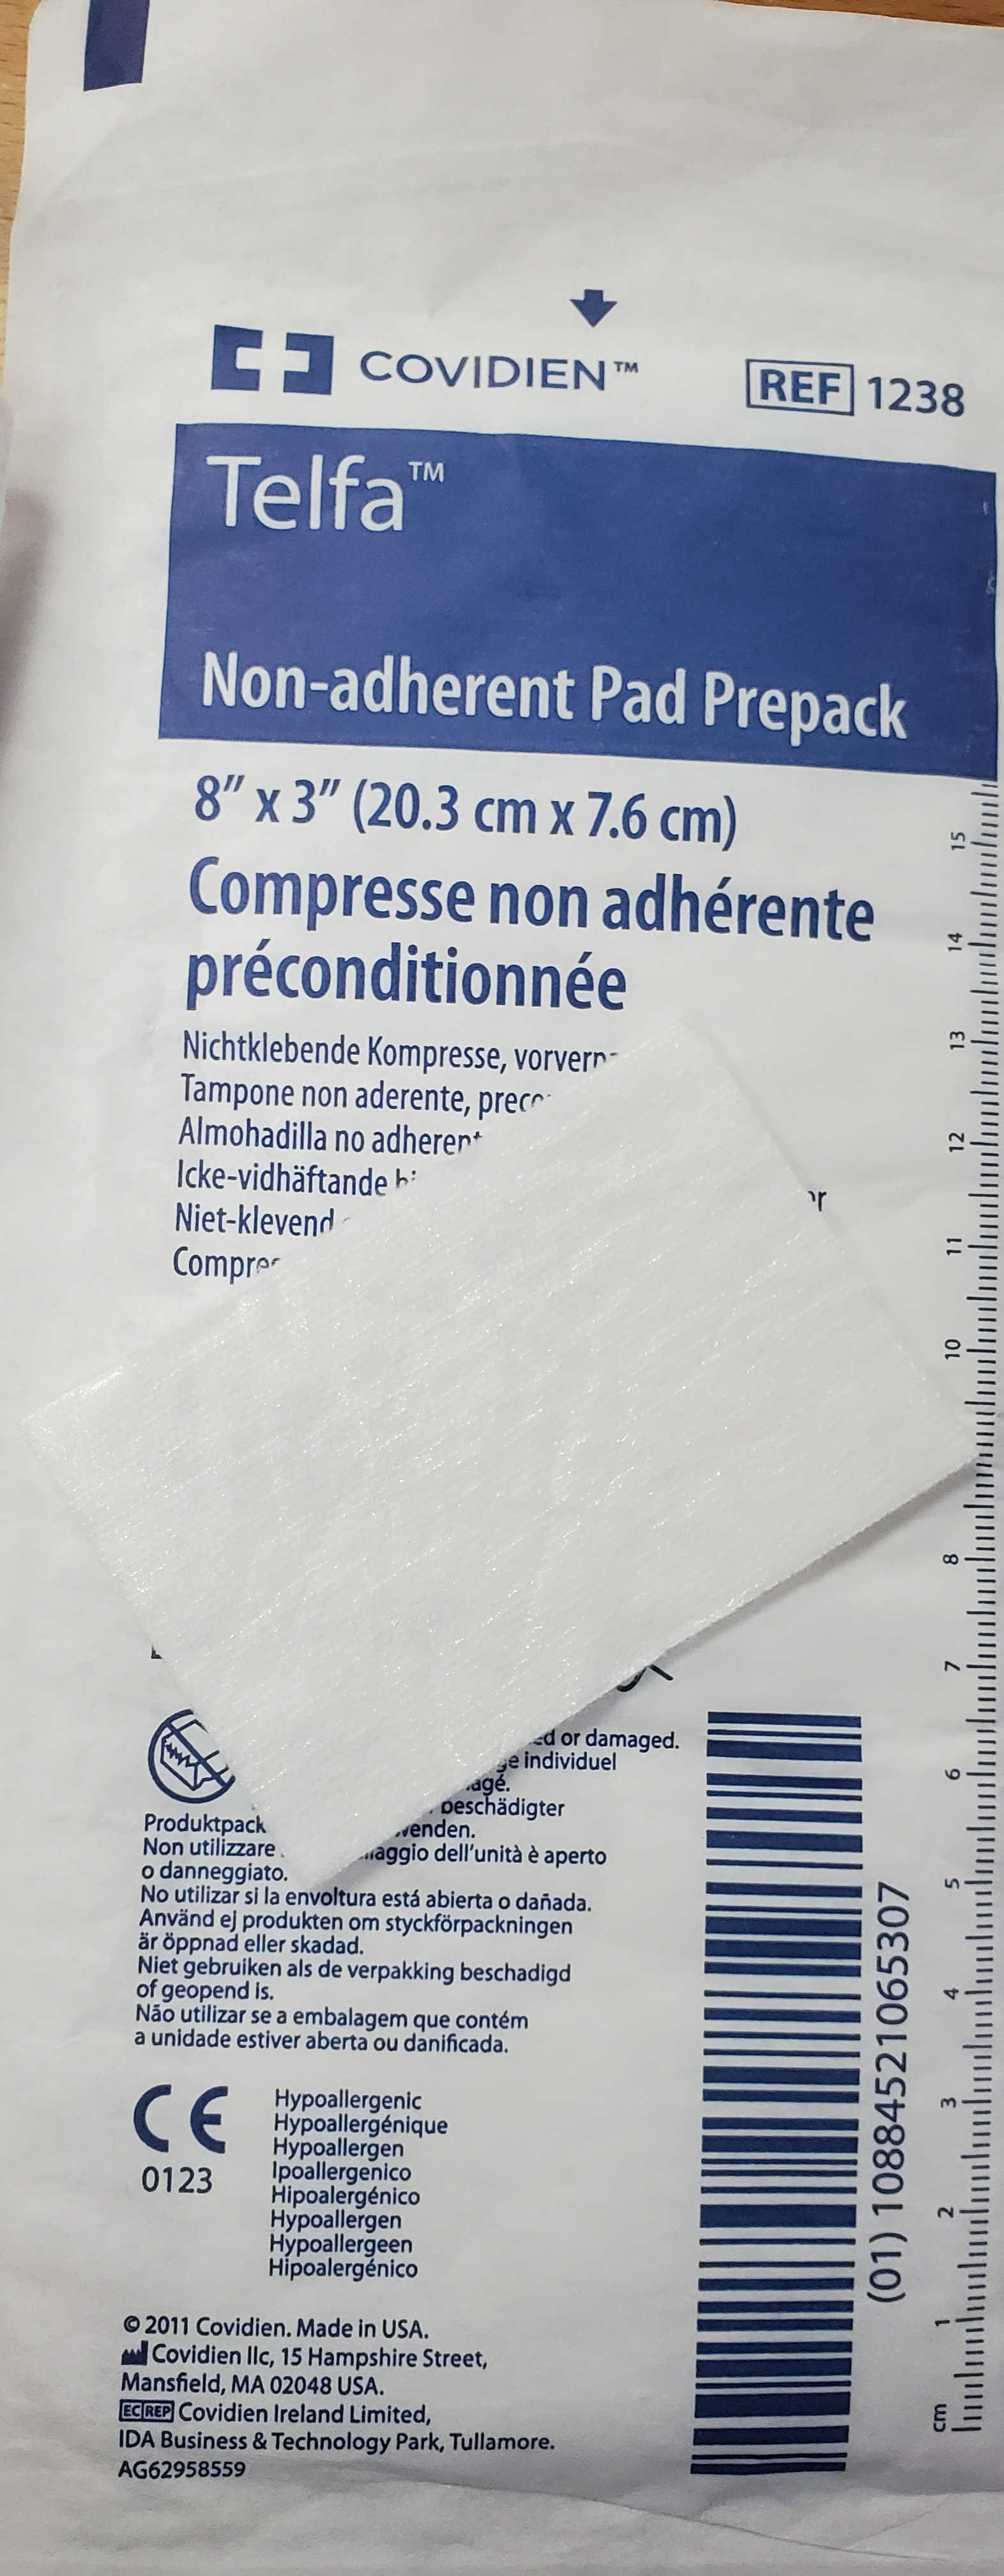 COVIDIEN™
REF 1238
Telfa™
Non-adherent Pad Prepack
8″ x 3″ (20.3 cm x 7.6 cm)
Compresse non adhérente
préconditionnée
Nichtklebende Kompresse,
Tampone non aderente,
Almohadilla no
Icke-vidhäftande
Niet-klevend
or damaged.
individuel
beschädigter
Non utilizzare dell'unità è aperto
o danneggiato.
No utilizar si la envoltura está abierta o dañada.
Använd ej produkten om styckförpackningen
är öppnad eller skadad.
Niet gebruiken als de verpakking beschadigd
of geopend is.
Não utilizar se a embalagem que contém
a unidade estiver aberta ou danificada.
CE
0123
Hypoallergenic
Hypoallergénique
Hypoallergen
Ipoallergenico
Hipoalergénico
Hypoallergen
Hypoallergeen
Hipoalergénico
© 2011 Covidien. Made in USA.
Covidien llc, 15 Hampshire Street,
Mansfield, MA 02048 USA.
EC REP Covidien Ireland Limited,
IDA Business & Technology Park, Tullamore.
AG62958559
(01) 10884521065307
cm 1 2 3 4 5 6 7 8 10 11 12 13 14 15